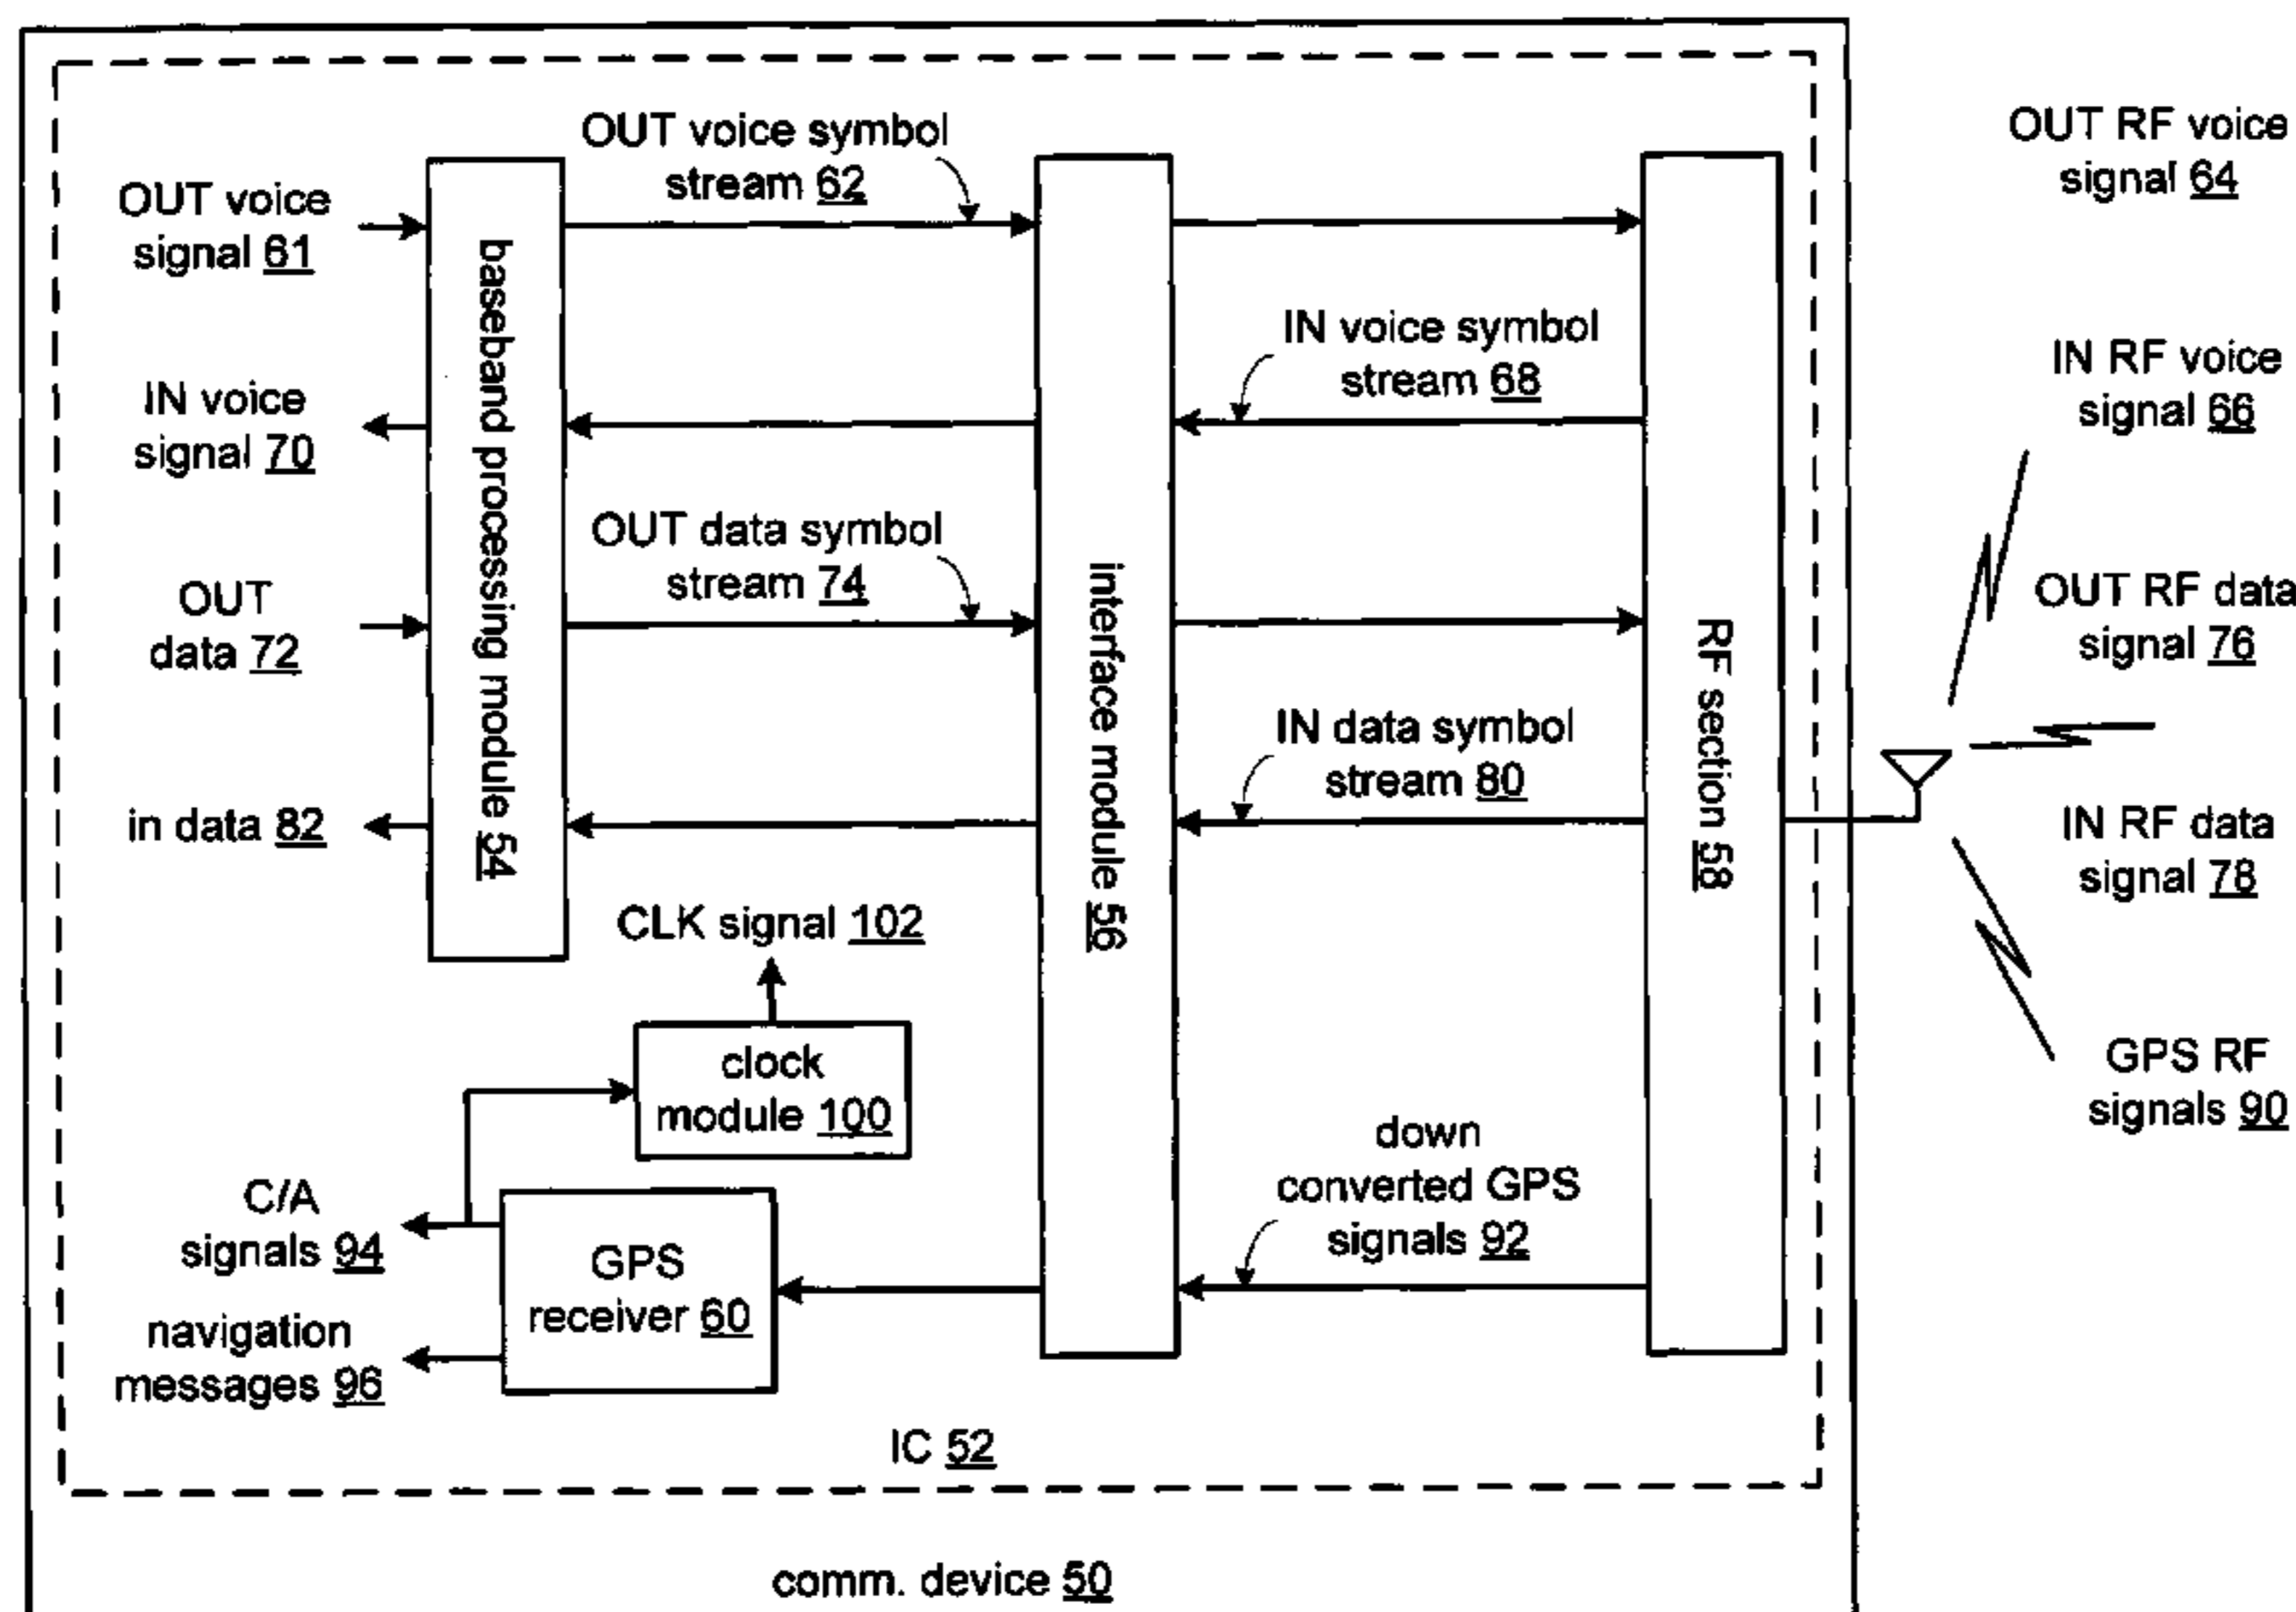 OUT voice symbol
stream 62
OUT RF voice
signal 64
OUT voice
signal 61
IN voice symbol
stream 68
IN RF voice
signal 66
IN voice
signal 70
baseband processing module 54
OUT data symbol
stream 74
interface module 56
OUT RF data
signal 76
OUT
data 72
RF section 58
IN data symbol
stream 80
in data 82
IN RF data
signal 78
CLK signal 102
clock
module 100
GPS RF
signals 90
down
converted GPS
signals 92
C/A
signals 94
GPS
receiver 60
navigation
messages 96
IC 52
comm. device 50